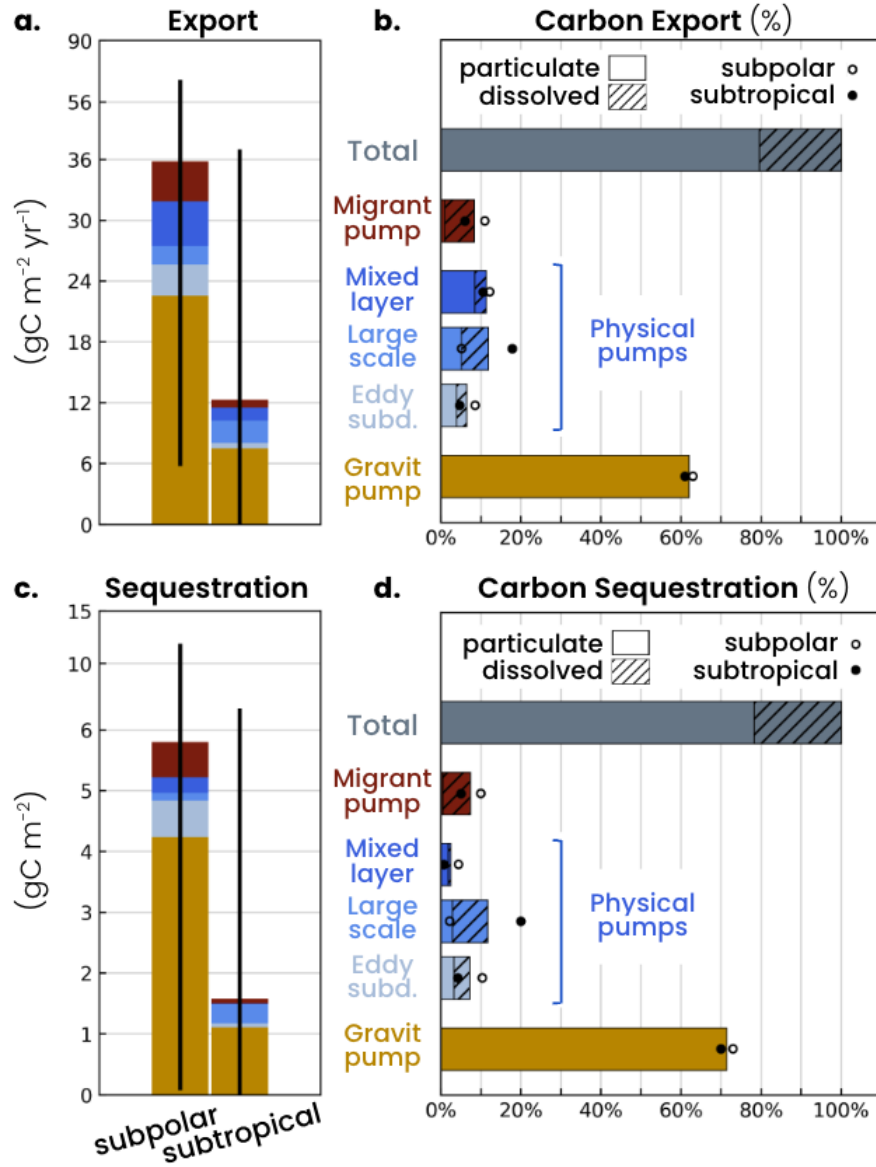 a. Export
90
56
36
30
24
18
12
6
0
(gC m⁻² yr⁻¹)
b. Carbon Export (%)
particulate
dissolved
subpolar
subtropical
Total
Migrant
pump
Mixed
layer
Large
scale
Eddy
subd.
Gravit
pump
Physical
pumps
0% 20% 40% 60% 80% 100%
c. Sequestration
15
10
6
5
4
3
2
1
0
(gC m⁻²)
subpolar
subtropical
d. Carbon Sequestration (%)
particulate
dissolved
subpolar
subtropical
Total
Migrant
pump
Mixed
layer
Large
scale
Eddy
subd.
Gravit
pump
Physical
pumps
0% 20% 40% 60% 80% 100%